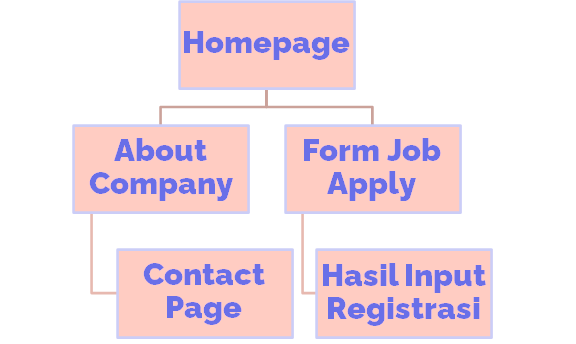 Homepage
About
Company
Form Job
Apply
Contact
Page
Hasil Input
Registrasi